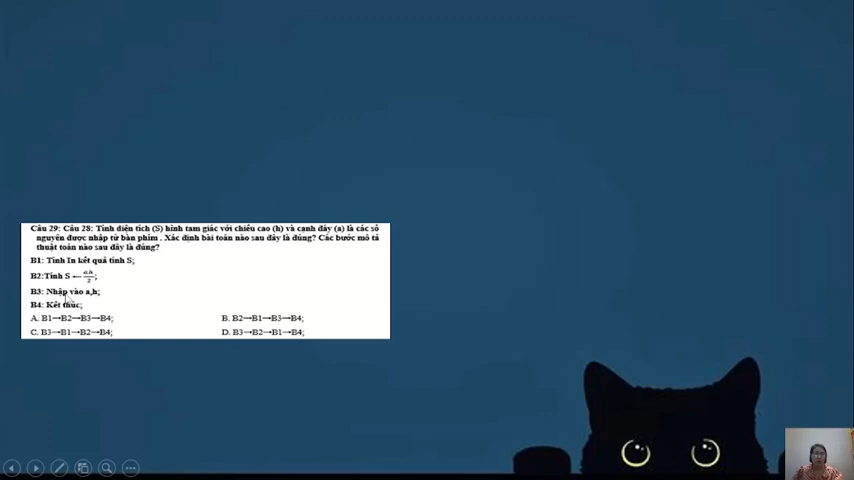 Câu 29: Câu 28: Tính diện tích (S) hình tam giác với chiều cao (h) và cạnh đáy (a) là các số
nguyên được nhập từ bàn phím . Xác định bài toán nào sau đây là đúng? Các bước mô tả
thuật toán nào sau đây là đúng?
B1: Tính In kết quả tính S;
B2:Tính S ← a.h/2;
B3: Nhập vào a,h;
B4: Kết thúc;
A. B1→B2→B3→B4; B. B2→B1→B3→B4;
C. B3→B1→B2→B4; D. B3→B2→B1→B4;